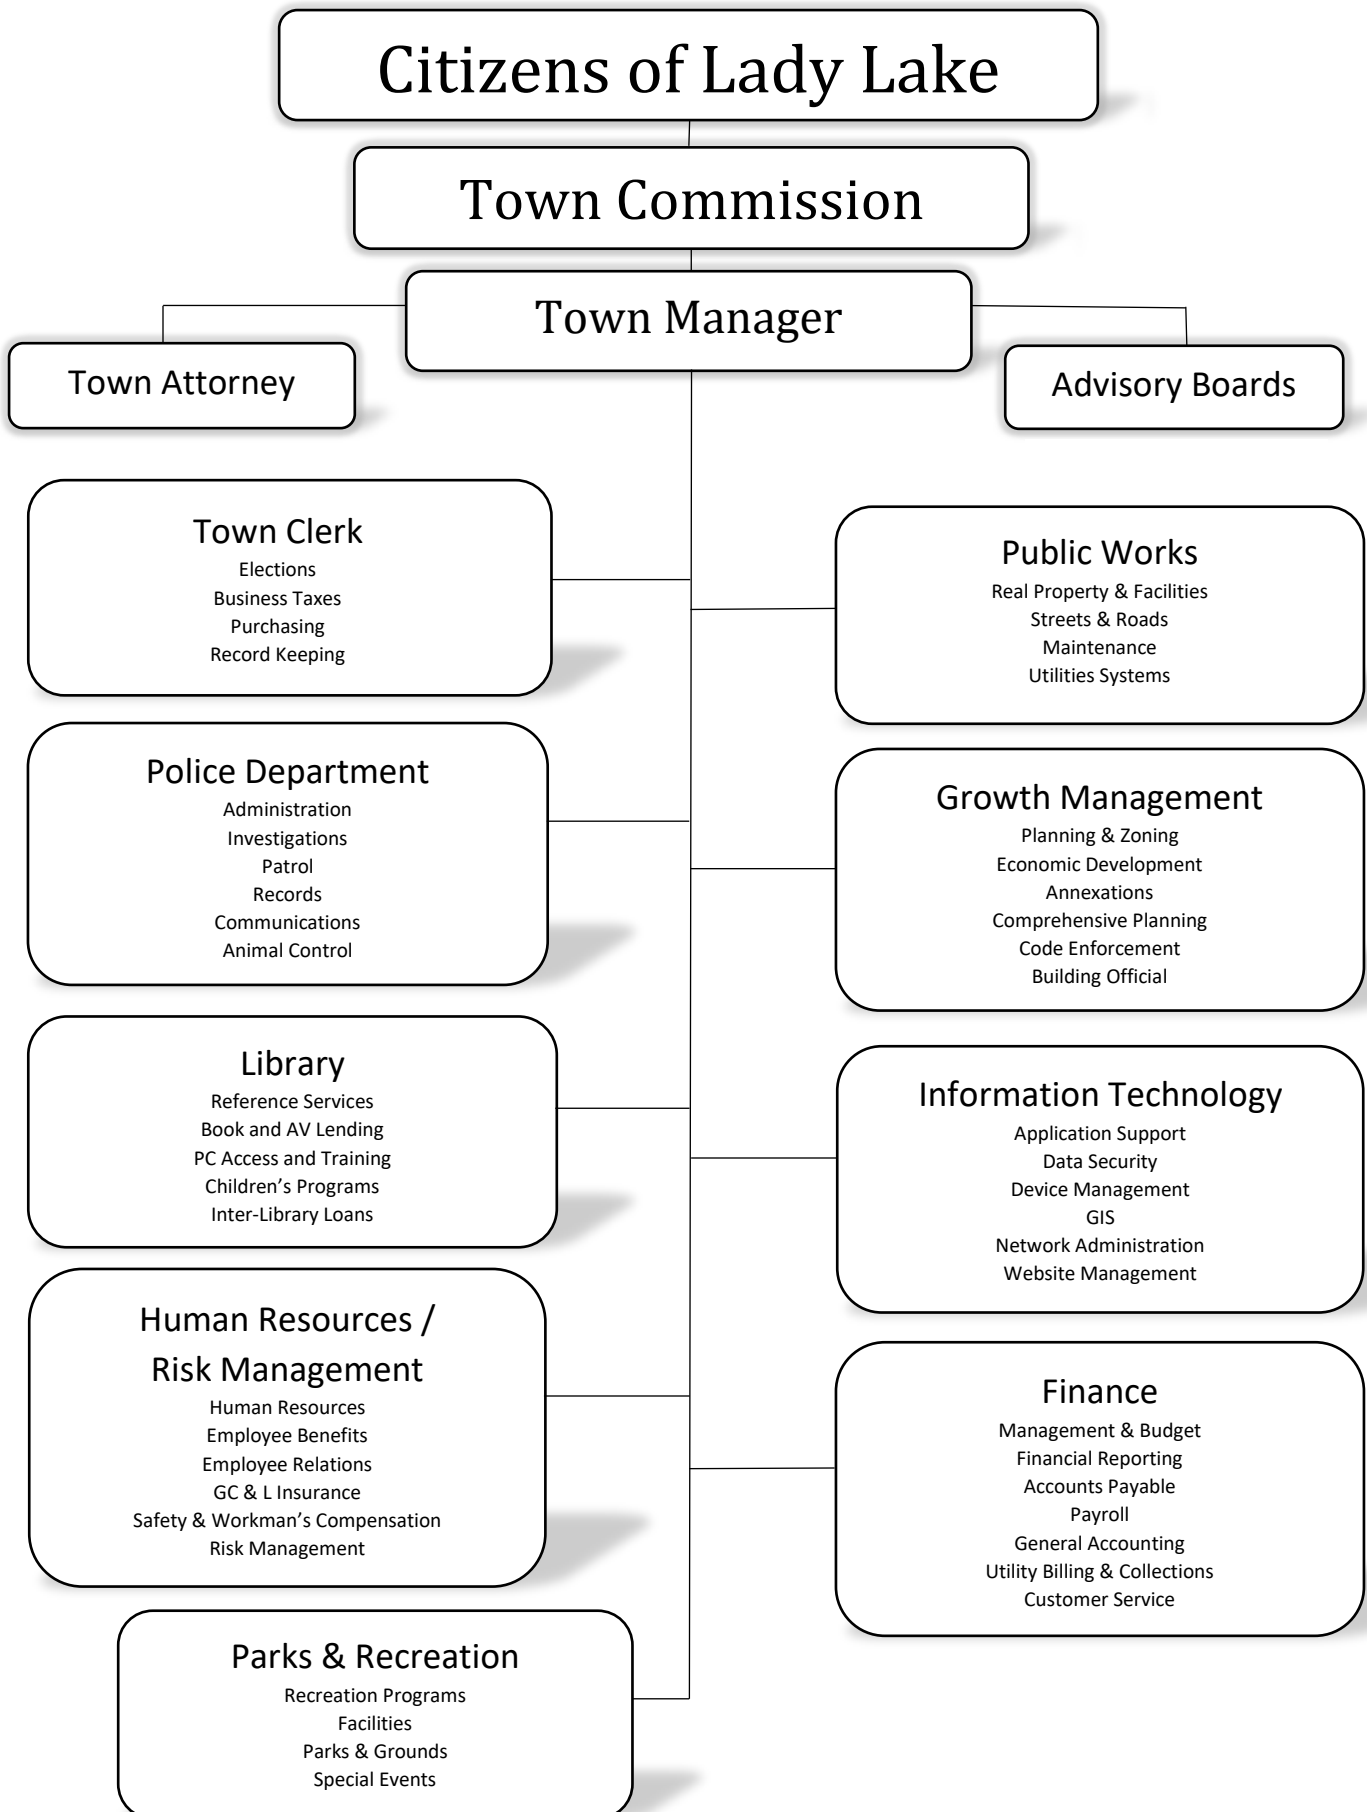 Citizens of Lady Lake
Town Commission
Town Manager
Town Attorney
Advisory Boards
Town Clerk
Elections
Business Taxes
Purchasing
Record Keeping
Public Works
Real Property & Facilities
Streets & Roads
Maintenance
Utilities Systems
Police Department
Administration
Investigations
Patrol
Records
Communications
Animal Control
Growth Management
Planning & Zoning
Economic Development
Annexations
Comprehensive Planning
Code Enforcement
Building Official
Library
Reference Services
Book and AV Lending
PC Access and Training
Children’s Programs
Inter-Library Loans
Information Technology
Application Support
Data Security
Device Management
GIS
Network Administration
Website Management
Human Resources /
Risk Management
Human Resources
Employee Benefits
Employee Relations
GC & L Insurance
Safety & Workman’s Compensation
Risk Management
Finance
Management & Budget
Financial Reporting
Accounts Payable
Payroll
General Accounting
Utility Billing & Collections
Customer Service
Parks & Recreation
Recreation Programs
Facilities
Parks & Grounds
Special Events